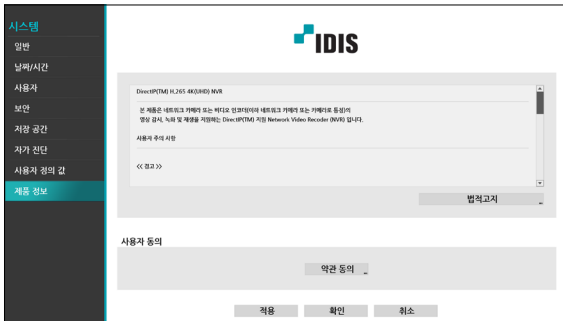 시스템
일반
날짜/시간
사용자
보안
저장 공간
자가 진단
사용자 정의 값
제품 정보
IDIS
DirectIP(TM) H.265 4K(UHD) NVR
본 제품은 네트워크 카메라 또는 비디오 인코더(이하 네트워크 카메라 또는 카메라로 통칭)의
영상 감시, 녹화 및 재생을 지원하는 DirectIP(TM) 지원 Network Video Recoder (NVR) 입니다.
사용자 주의 사항
<< 경고 >>
법적고지
사용자 동의
약관 동의
적용 확인 취소